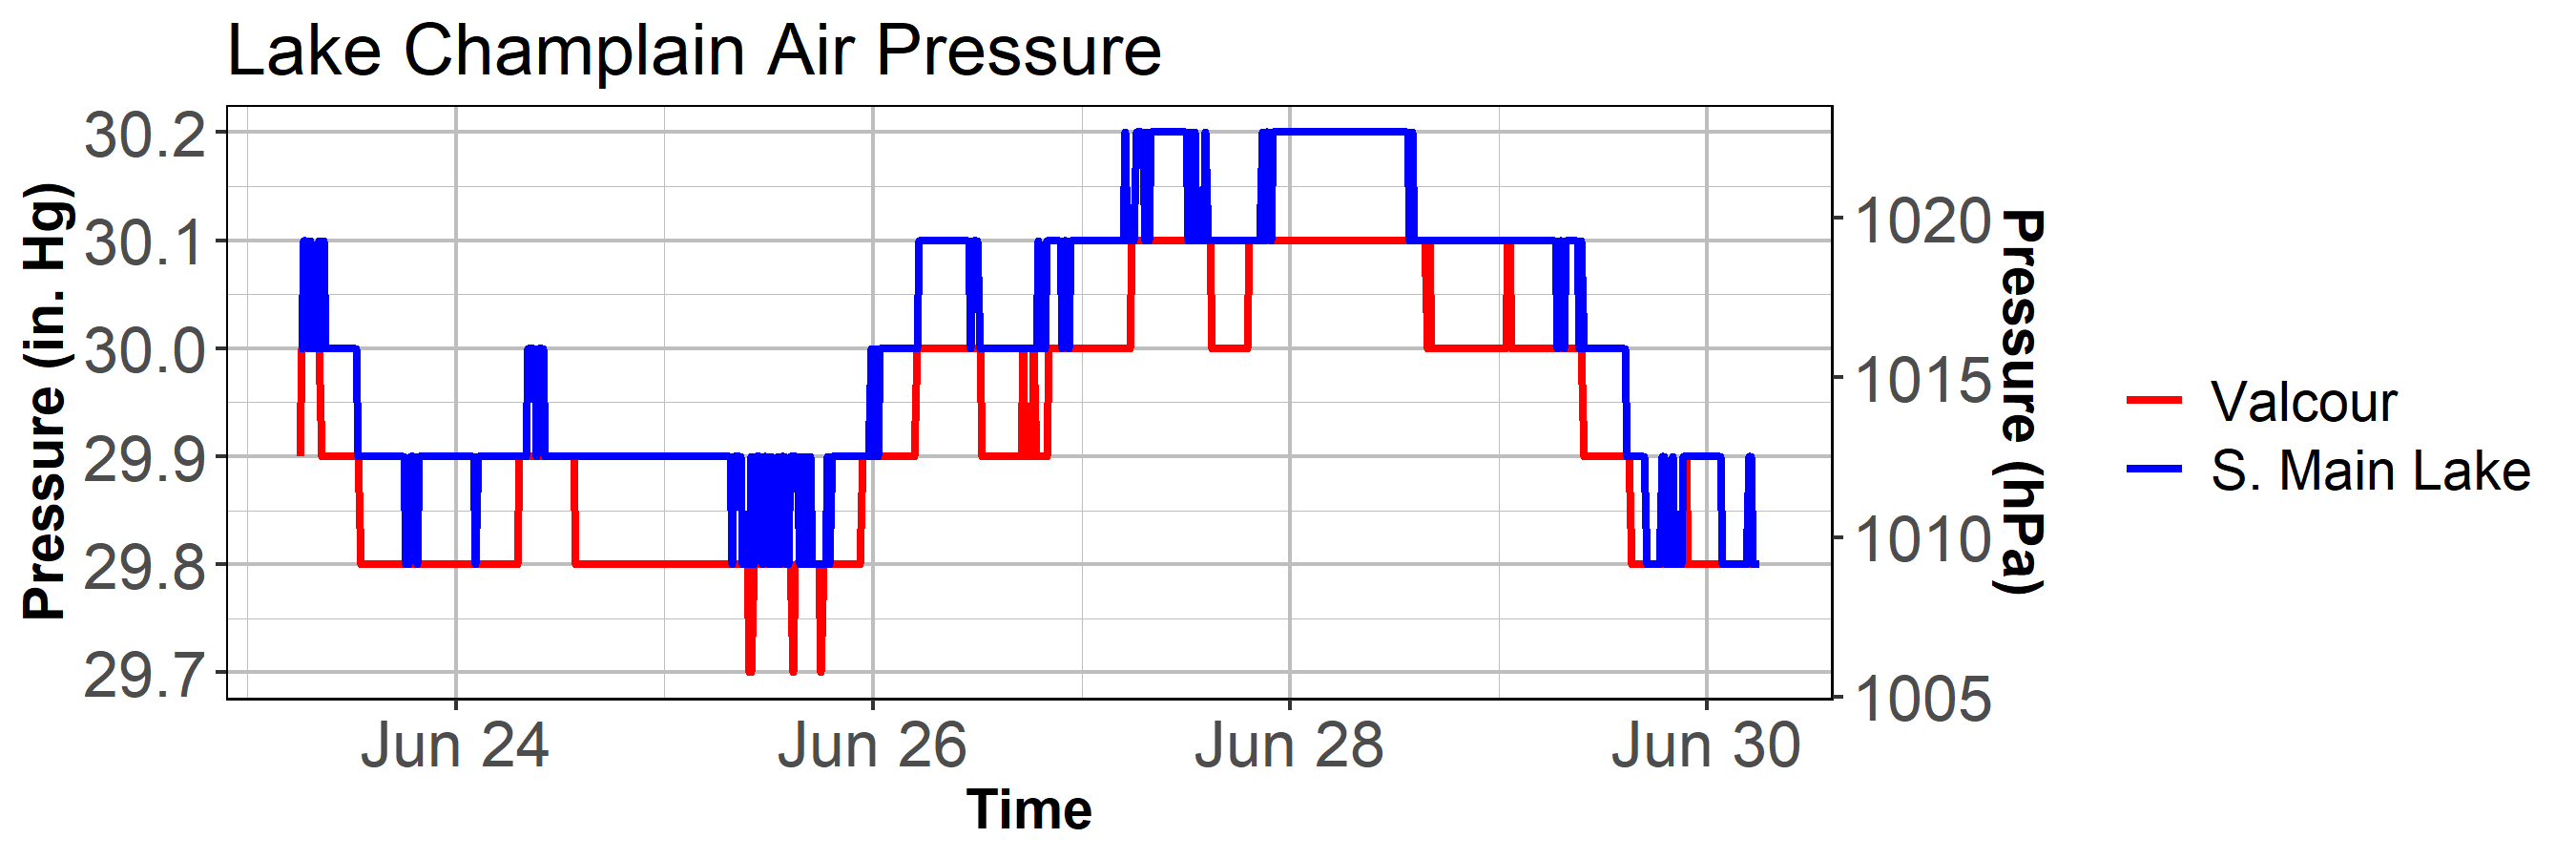 Lake Champlain Air Pressure
Pressure (in. Hg)
30.2
30.1
30.0
29.9
29.8
29.7
1020
1015
1010
1005
Pressure (hPa)
Jun 24
Jun 26
Jun 28
Jun 30
Time
Valcour
S. Main Lake